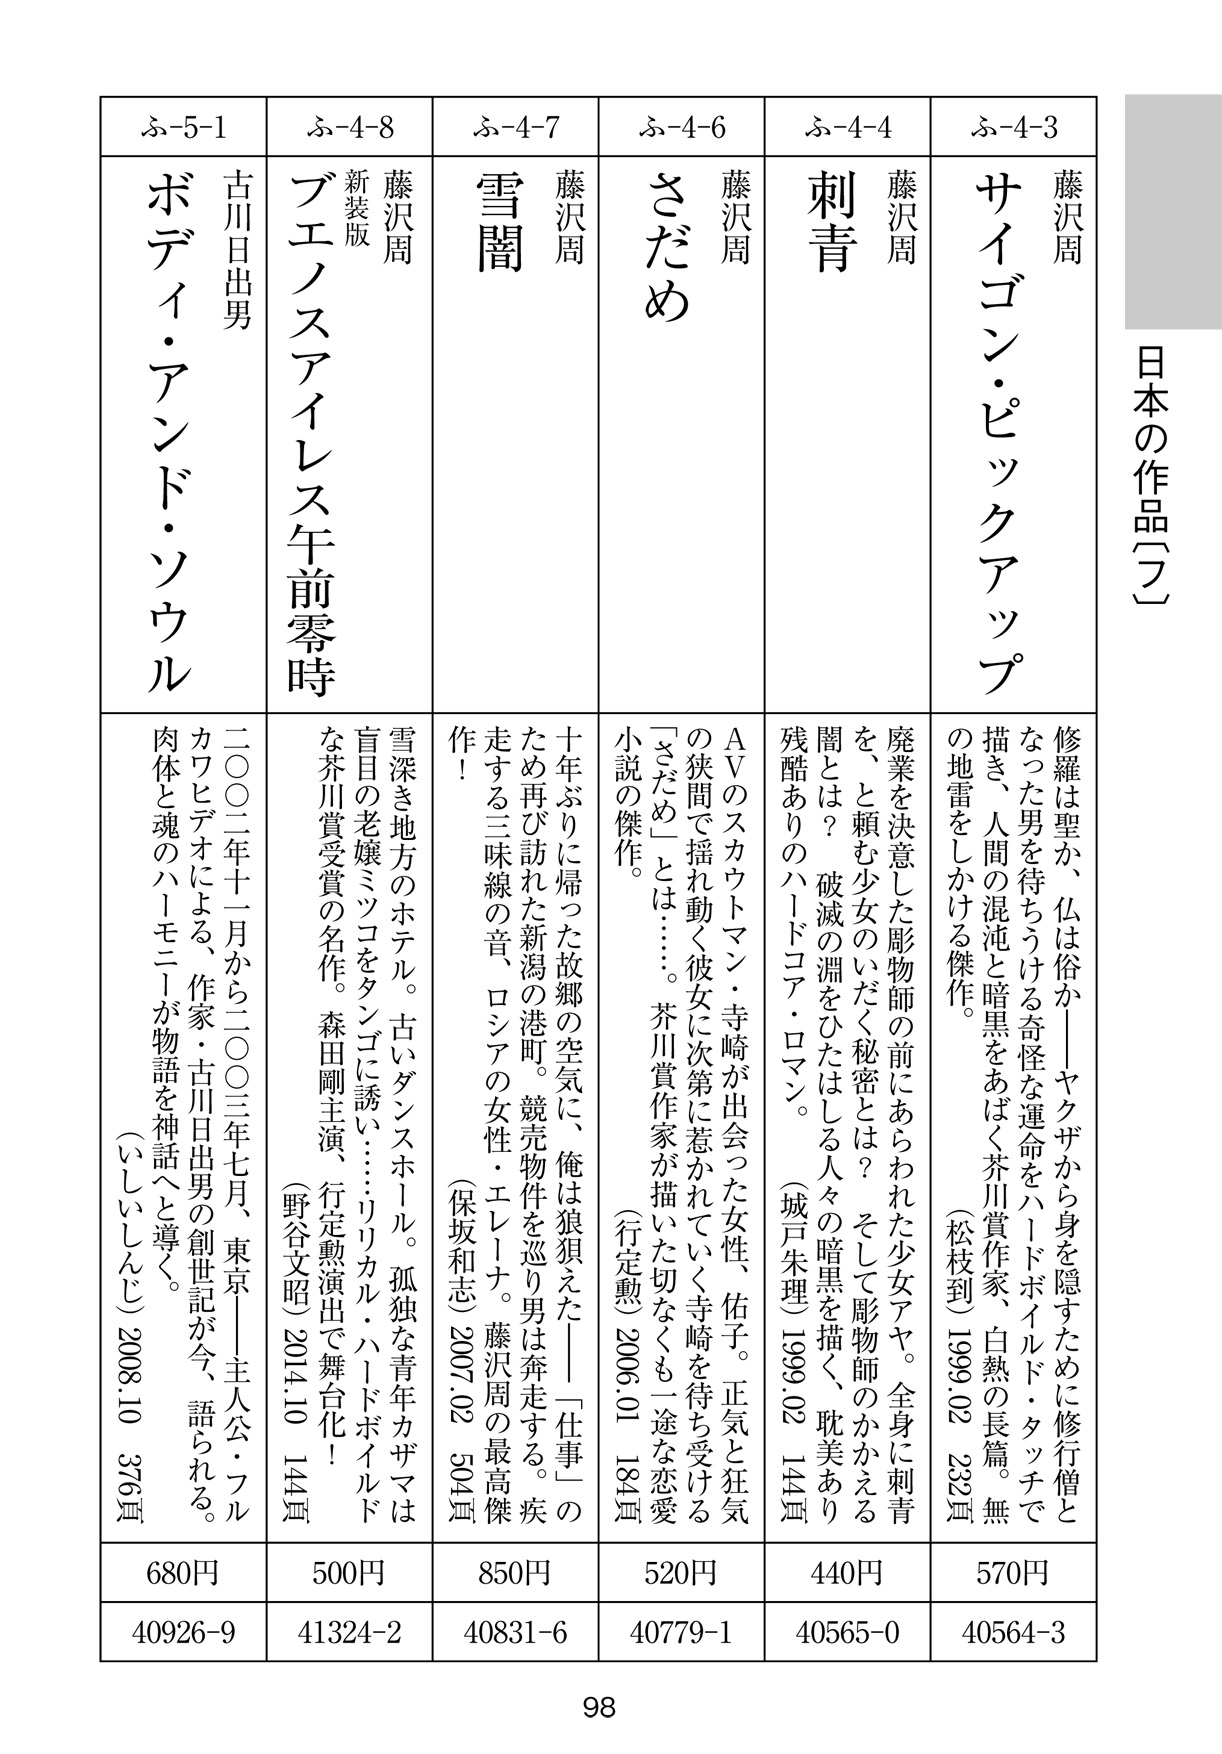 日本の作品〔フ〕
ふ-4-3
藤沢周
サイゴン・ピックアップ
修羅は聖か、仏は俗か――ヤクザから身を隠すために修行僧と
なった男を待ちうける奇怪な運命をハードボイルド・タッチで
描き、人間の混沌と暗黒をあばく芥川賞作家、白熱の長篇。無
の地雷をしかける傑作。
（松枝到）1999.02　232頁
570円
40564-3
ふ-4-4
藤沢周
刺青
廃業を決意した彫物師の前にあらわれた少女アヤ。全身に刺青
を、と頼む少女のいだく秘密とは？　そして彫物師のかかえる
闇とは？　破滅の淵をひたはしる人々の暗黒を描く、耽美あり
残酷ありのハードコア・ロマン。
（城戸朱理）1999.02　144頁
440円
40565-0
ふ-4-6
藤沢周
さだめ
ＡＶのスカウトマン・寺崎が出会った女性、佑子。正気と狂気
の狭間で揺れ動く彼女に次第に惹かれていく寺崎を待ち受ける
「さだめ」とは……。芥川賞作家が描いた切なくも一途な恋愛
小説の傑作。
（行定勲）2006.01　184頁
520円
40779-1
ふ-4-7
藤沢周
雪闇
十年ぶりに帰った故郷の空気に、俺は狼狽えた――「仕事」の
ため再び訪れた新潟の港町。競売物件を巡り男は奔走する。疾
走する三味線の音、ロシアの女性・エレーナ。藤沢周の最高傑
作！
（保坂和志）2007.02　504頁
850円
40831-6
ふ-4-8
藤沢周
新装版
ブエノスアイレス午前零時
雪深き地方のホテル。古いダンスホール。孤独な青年カザマは
盲目の老嬢ミツコをタンゴに誘い……リリカル・ハードボイルド
な芥川賞受賞の名作。森田剛主演、行定勲演出で舞台化！
（野谷文昭）2014.10　144頁
500円
41324-2
ふ-5-1
古川日出男
ボディ・アンド・ソウル
二〇〇二年十一月から二〇〇三年七月、東京――主人公・フル
カワヒデオによる、作家・古川日出男の創世記が今、語られる。
肉体と魂のハーモニーが物語を神話へと導く。
（いしいしんじ）2008.10　376頁
680円
40926-9
98